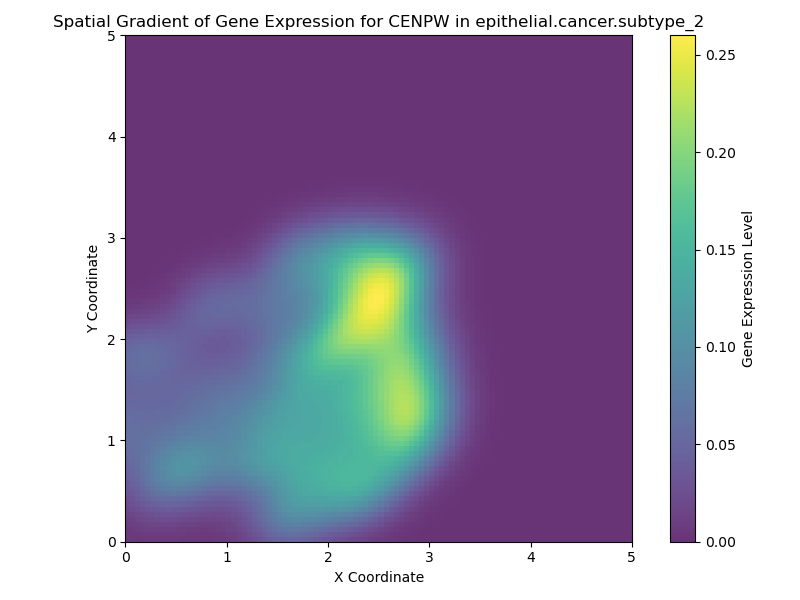 Spatial Gradient of Gene Expression for CENPW in epithelial.cancer.subtype_2
5
4
3
2
1
0
Y Coordinate
0 1 2 3 4 5
X Coordinate
0.25
0.20
0.15
0.10
0.05
0.00
Gene Expression Level